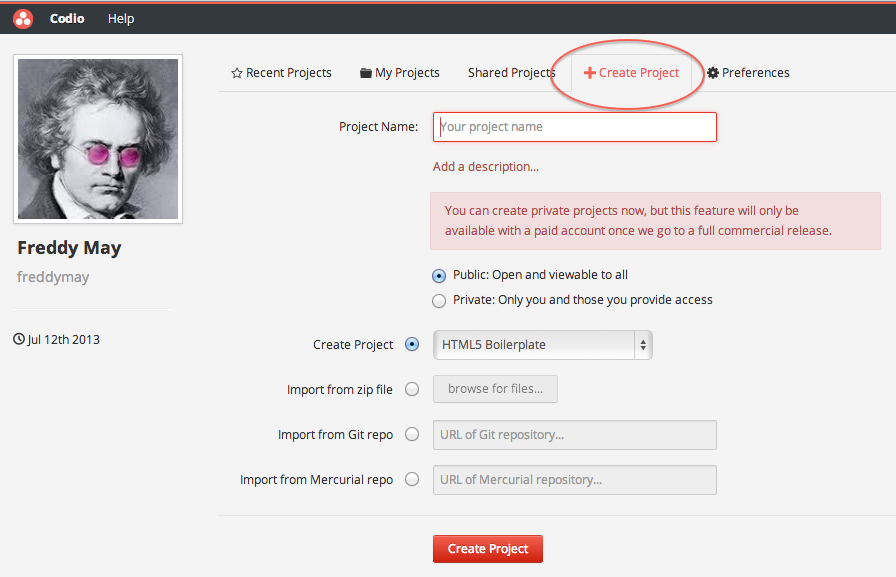 Codio Help
Recent Projects My Projects Shared Projects Create Project Preferences
Project Name: Your project name
Add a description...
You can create private projects now, but this feature will only be
available with a paid account once we go to a full commercial release.
Freddy May
freddymay
Public: Open and viewable to all
Private: Only you and those you provide access
Jul 12th 2013
Create Project HTML5 Boilerplate
Import from zip file browse for files...
Import from Git repo URL of Git repository...
Import from Mercurial repo URL of Mercurial repository...
Create Project